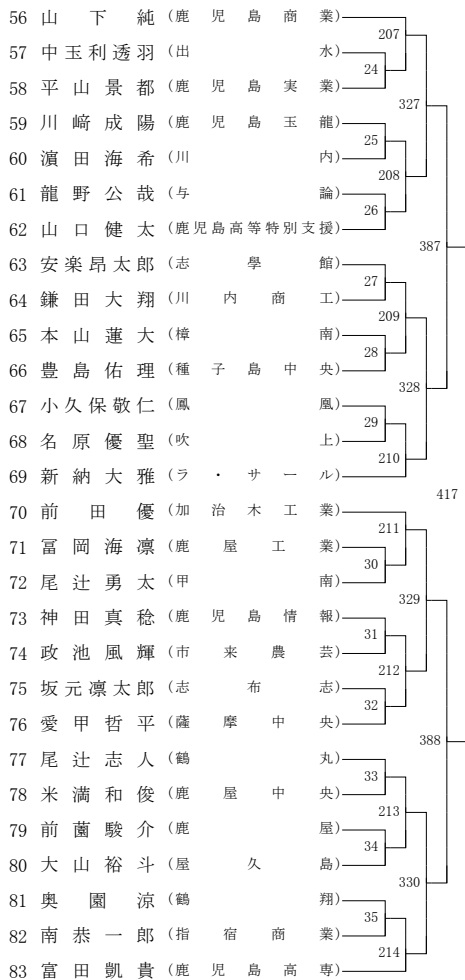 56 山下純 (鹿児島商業)
207
57 中玉利透羽 (出水)
24
58 平山景都 (鹿児島実業)
327
59 川﨑成陽 (鹿児島玉龍)
25
60 濵田海希 (川内)
208
61 龍野公哉 (与論)
26
62 山口健太 (鹿児島高等特別支援)
387
63 安楽昂太郎 (志學館)
27
64 鎌田大翔 (川内商工)
209
65 本山蓮大 (樟南)
28
66 豊島佑理 (種子島中央)
328
67 小久保敬仁 (鳳凰)
29
68 名原優聖 (吹上)
210
69 新納大雅 (ラ・サール)
417
70 前田優 (加治木工業)
211
71 冨岡海凛 (鹿屋工業)
30
72 尾辻勇太 (甲南)
329
73 神田真稔 (鹿児島情報)
31
74 政池風輝 (市来農芸)
212
75 坂元凛太郎 (志布志)
32
76 愛甲哲平 (薩摩中央)
388
77 尾辻志人 (鶴丸)
33
78 米満和俊 (鹿屋中央)
213
79 前薗駿介 (鹿屋)
34
80 大山裕斗 (屋久島)
330
81 奥園涼 (鶴翔)
35
82 南恭一郎 (指宿商業)
214
83 富田凱貴 (鹿児島高専)